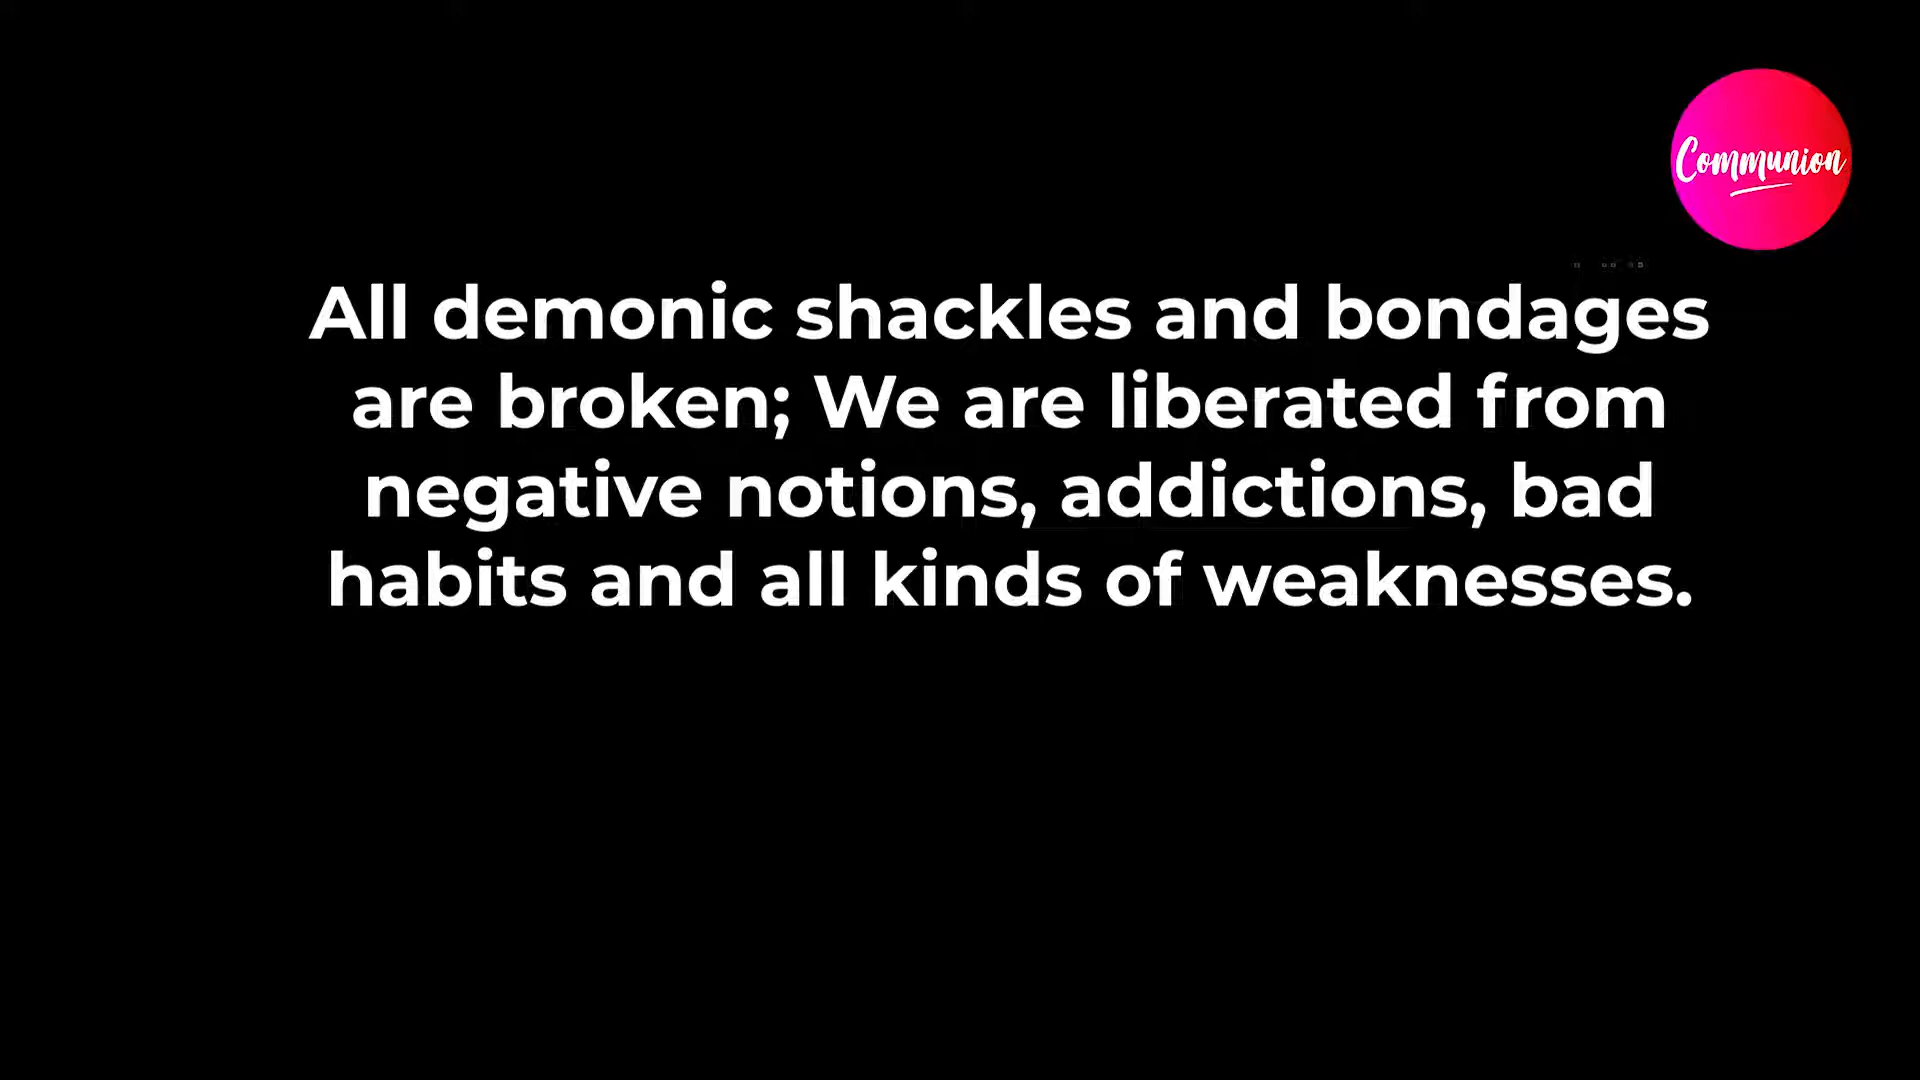 Communion
All demonic shackles and bondages
are broken; We are liberated from
negative notions, addictions, bad
habits and all kinds of weaknesses.